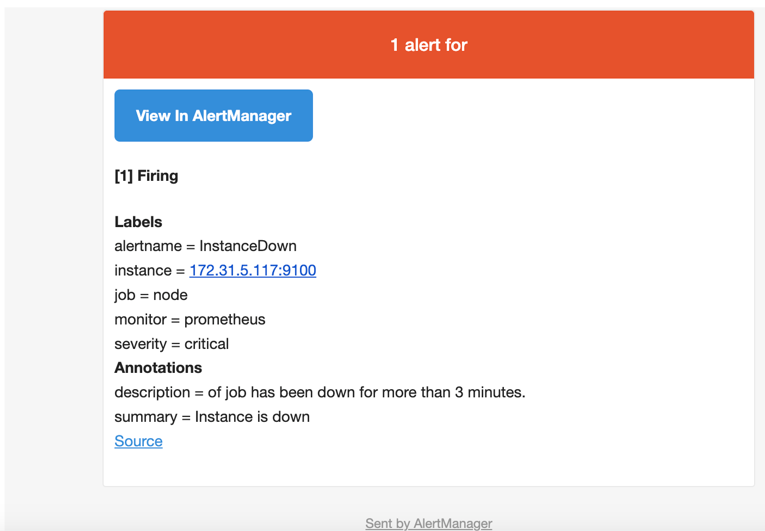 1 alert for
View In AlertManager
[1] Firing
Labels
alertname = InstanceDown
instance = 172.31.5.117:9100
job = node
monitor = prometheus
severity = critical
Annotations
description = of job has been down for more than 3 minutes.
summary = Instance is down
Source
Sent by AlertManager